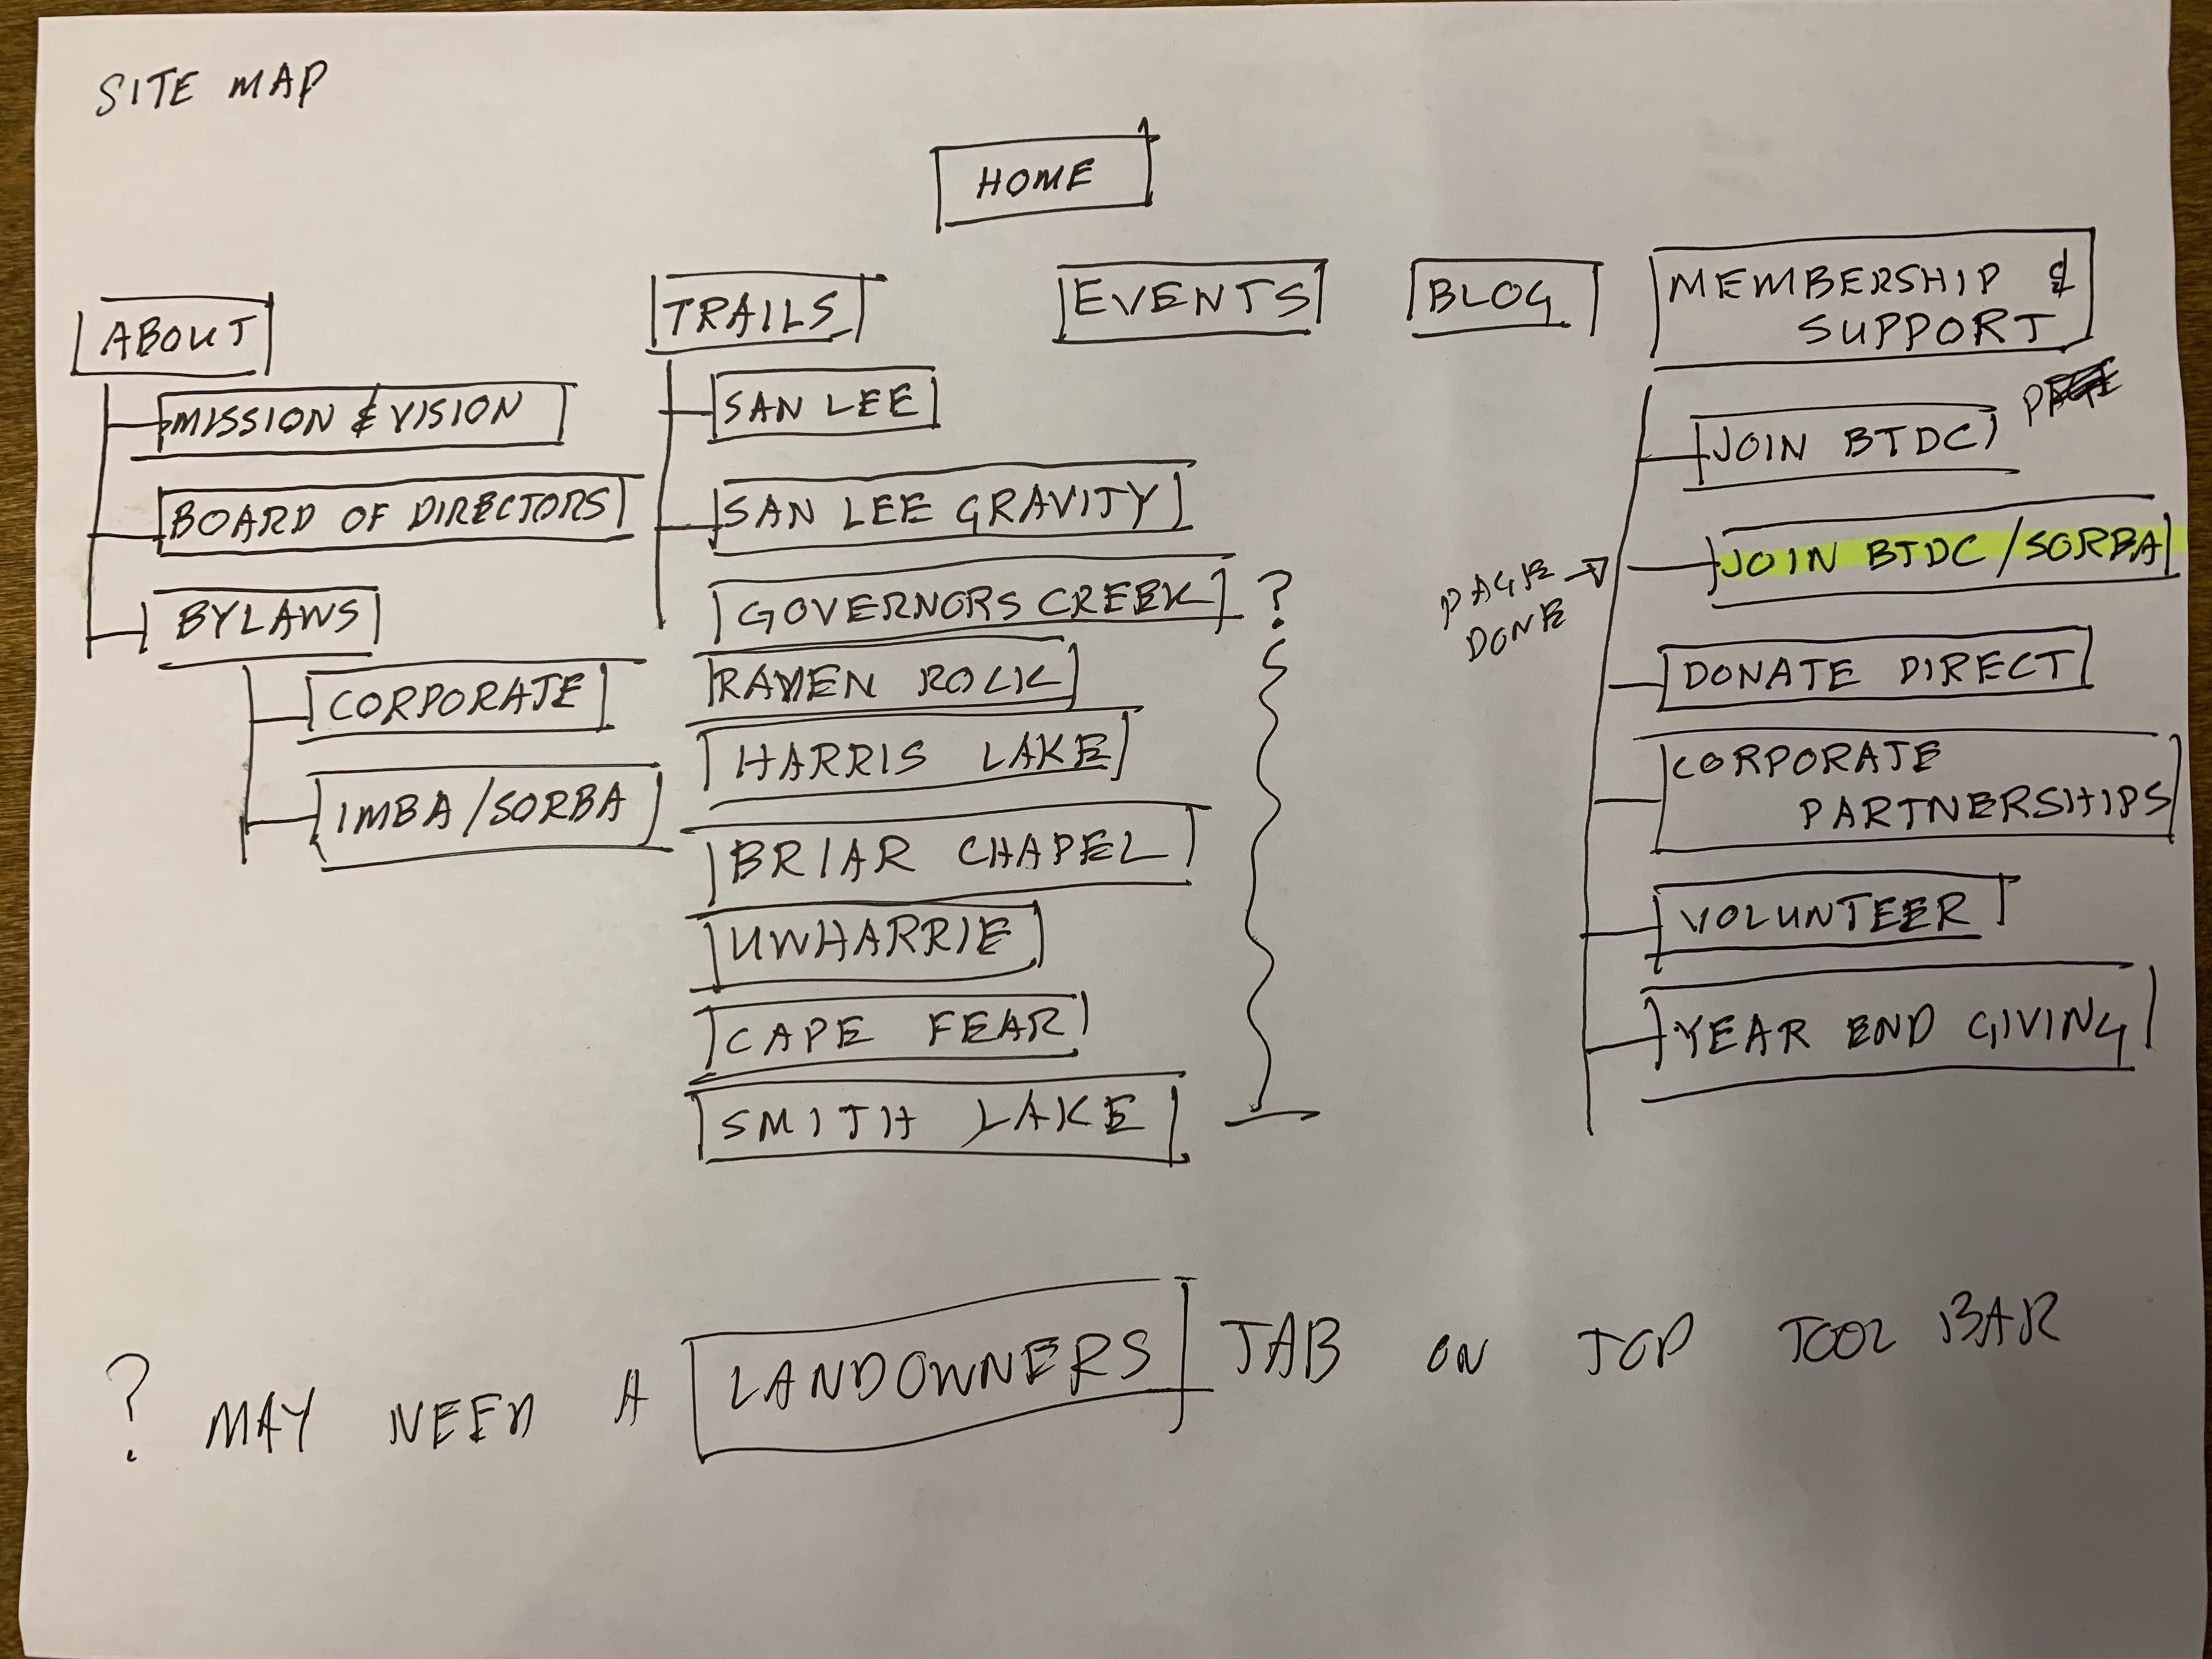 SITE MAP
HOME
ABOUT
MISSION & VISION
BOARD OF DIRECTORS
BYLAWS
CORPORATE
IMBA/SORBA
TRAILS
SAN LEE
SAN LEE GRAVITY
GOVERNORS CREEK ?
RAVEN ROCK
HARRIS LAKE
BRIAR CHAPEL
UWHARRIE
CAPE FEAR
SMITH LAKE
EVENTS
BLOG
MEMBERSHIP &
SUPPORT
JOIN BTDC
PAGE
DONE
JOIN BTDC/SORBA
DONATE DIRECT
CORPORATE
PARTNERSHIPS
VOLUNTEER
YEAR END GIVING
? MAY NEED A LANDOWNERS TAB ON TOP TOOL BAR